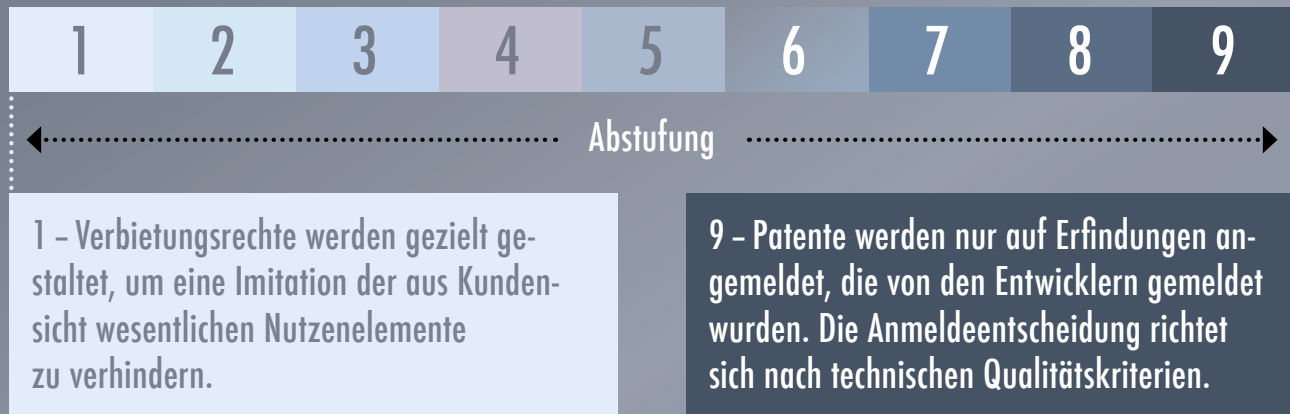 1 2 3 4 5 6 7 8 9
Abstufung
1 – Verbietungsrechte werden gezielt ge-
staltet, um eine Imitation der aus Kunden-
sicht wesentlichen Nutzenelemente
zu verhindern.
9 – Patente werden nur auf Erfindungen an-
gemeldet, die von den Entwicklern gemeldet
wurden. Die Anmeldeentscheidung richtet
sich nach technischen Qualitätskriterien.